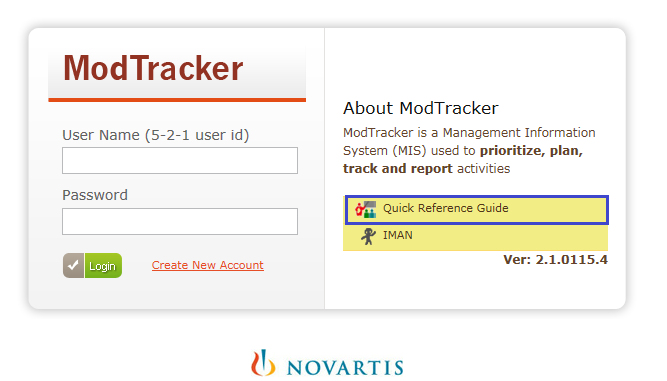 ModTracker
User Name (5-2-1 user id)
Password
Login
Create New Account
About ModTracker
ModTracker is a Management Information
System (MIS) used to prioritize, plan,
track and report activities
Quick Reference Guide
IMAN
Ver: 2.1.0115.4
NOVARTIS